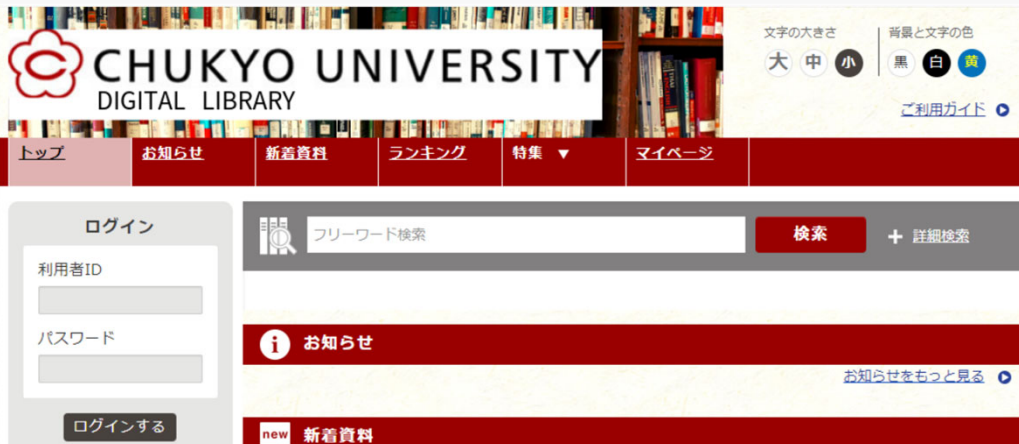 CHUKYO UNIVERSITY
DIGITAL LIBRARY
文字の大きさ
大 中 小
背景と文字の色
黒 白 黄
ご利用ガイド
トップ お知らせ 新着資料 ランキング 特集 ▼ マイページ
ログイン
利用者ID
パスワード
ログインする
フリーワード検索 検索 + 詳細検索
お知らせ
お知らせをもっと見る
new 新着資料